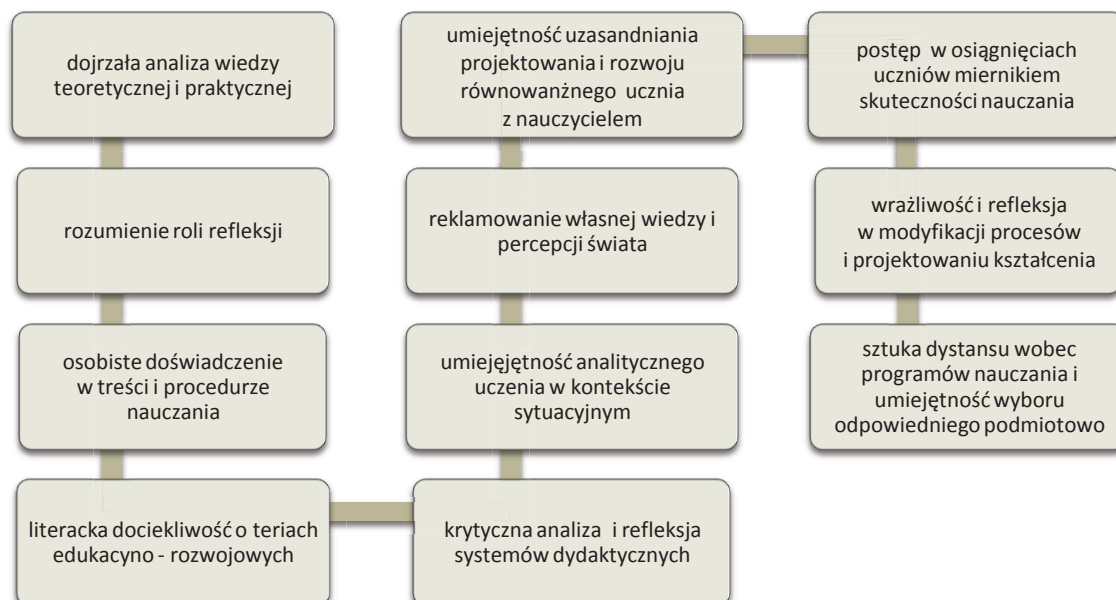 dojrzała analiza wiedzy
teoretycznej i praktycznej
rozumienie roli refleksji
osobiste doświadczenie
w treści i procedurze
nauczania
literacka dociekliwość o teriach
edukacyno - rozwojowych
krytyczna analiza i refleksja
systemów dydaktycznych
umiejęjętność analitycznego
uczenia w kontekście
sytuacyjnym
reklamowanie własnej wiedzy i
percepcji świata
umiejętność uzasandniania
projektowania i rozwoju
równowanżnego ucznia
z nauczycielem
postęp w osiągnięciach
uczniów miernikiem
skuteczności nauczania
wrażliwość i refleksja
w modyfikacji procesów
i projektowaniu kształcenia
sztuka dystansu wobec
programów nauczania i
umiejętność wyboru
odpowiedniego podmiotowo